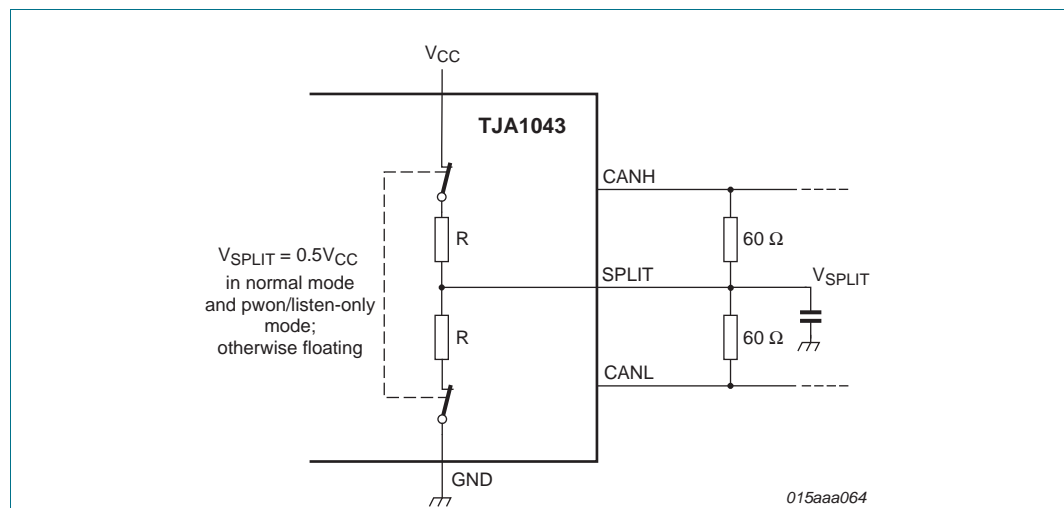 VCC
TJA1043
CANH
R
60 Ω
VSPLIT = 0.5VCC
in normal mode
and pwon/listen-only
mode;
otherwise floating
SPLIT
VSPLIT
R
60 Ω
CANL
GND
015aaa064